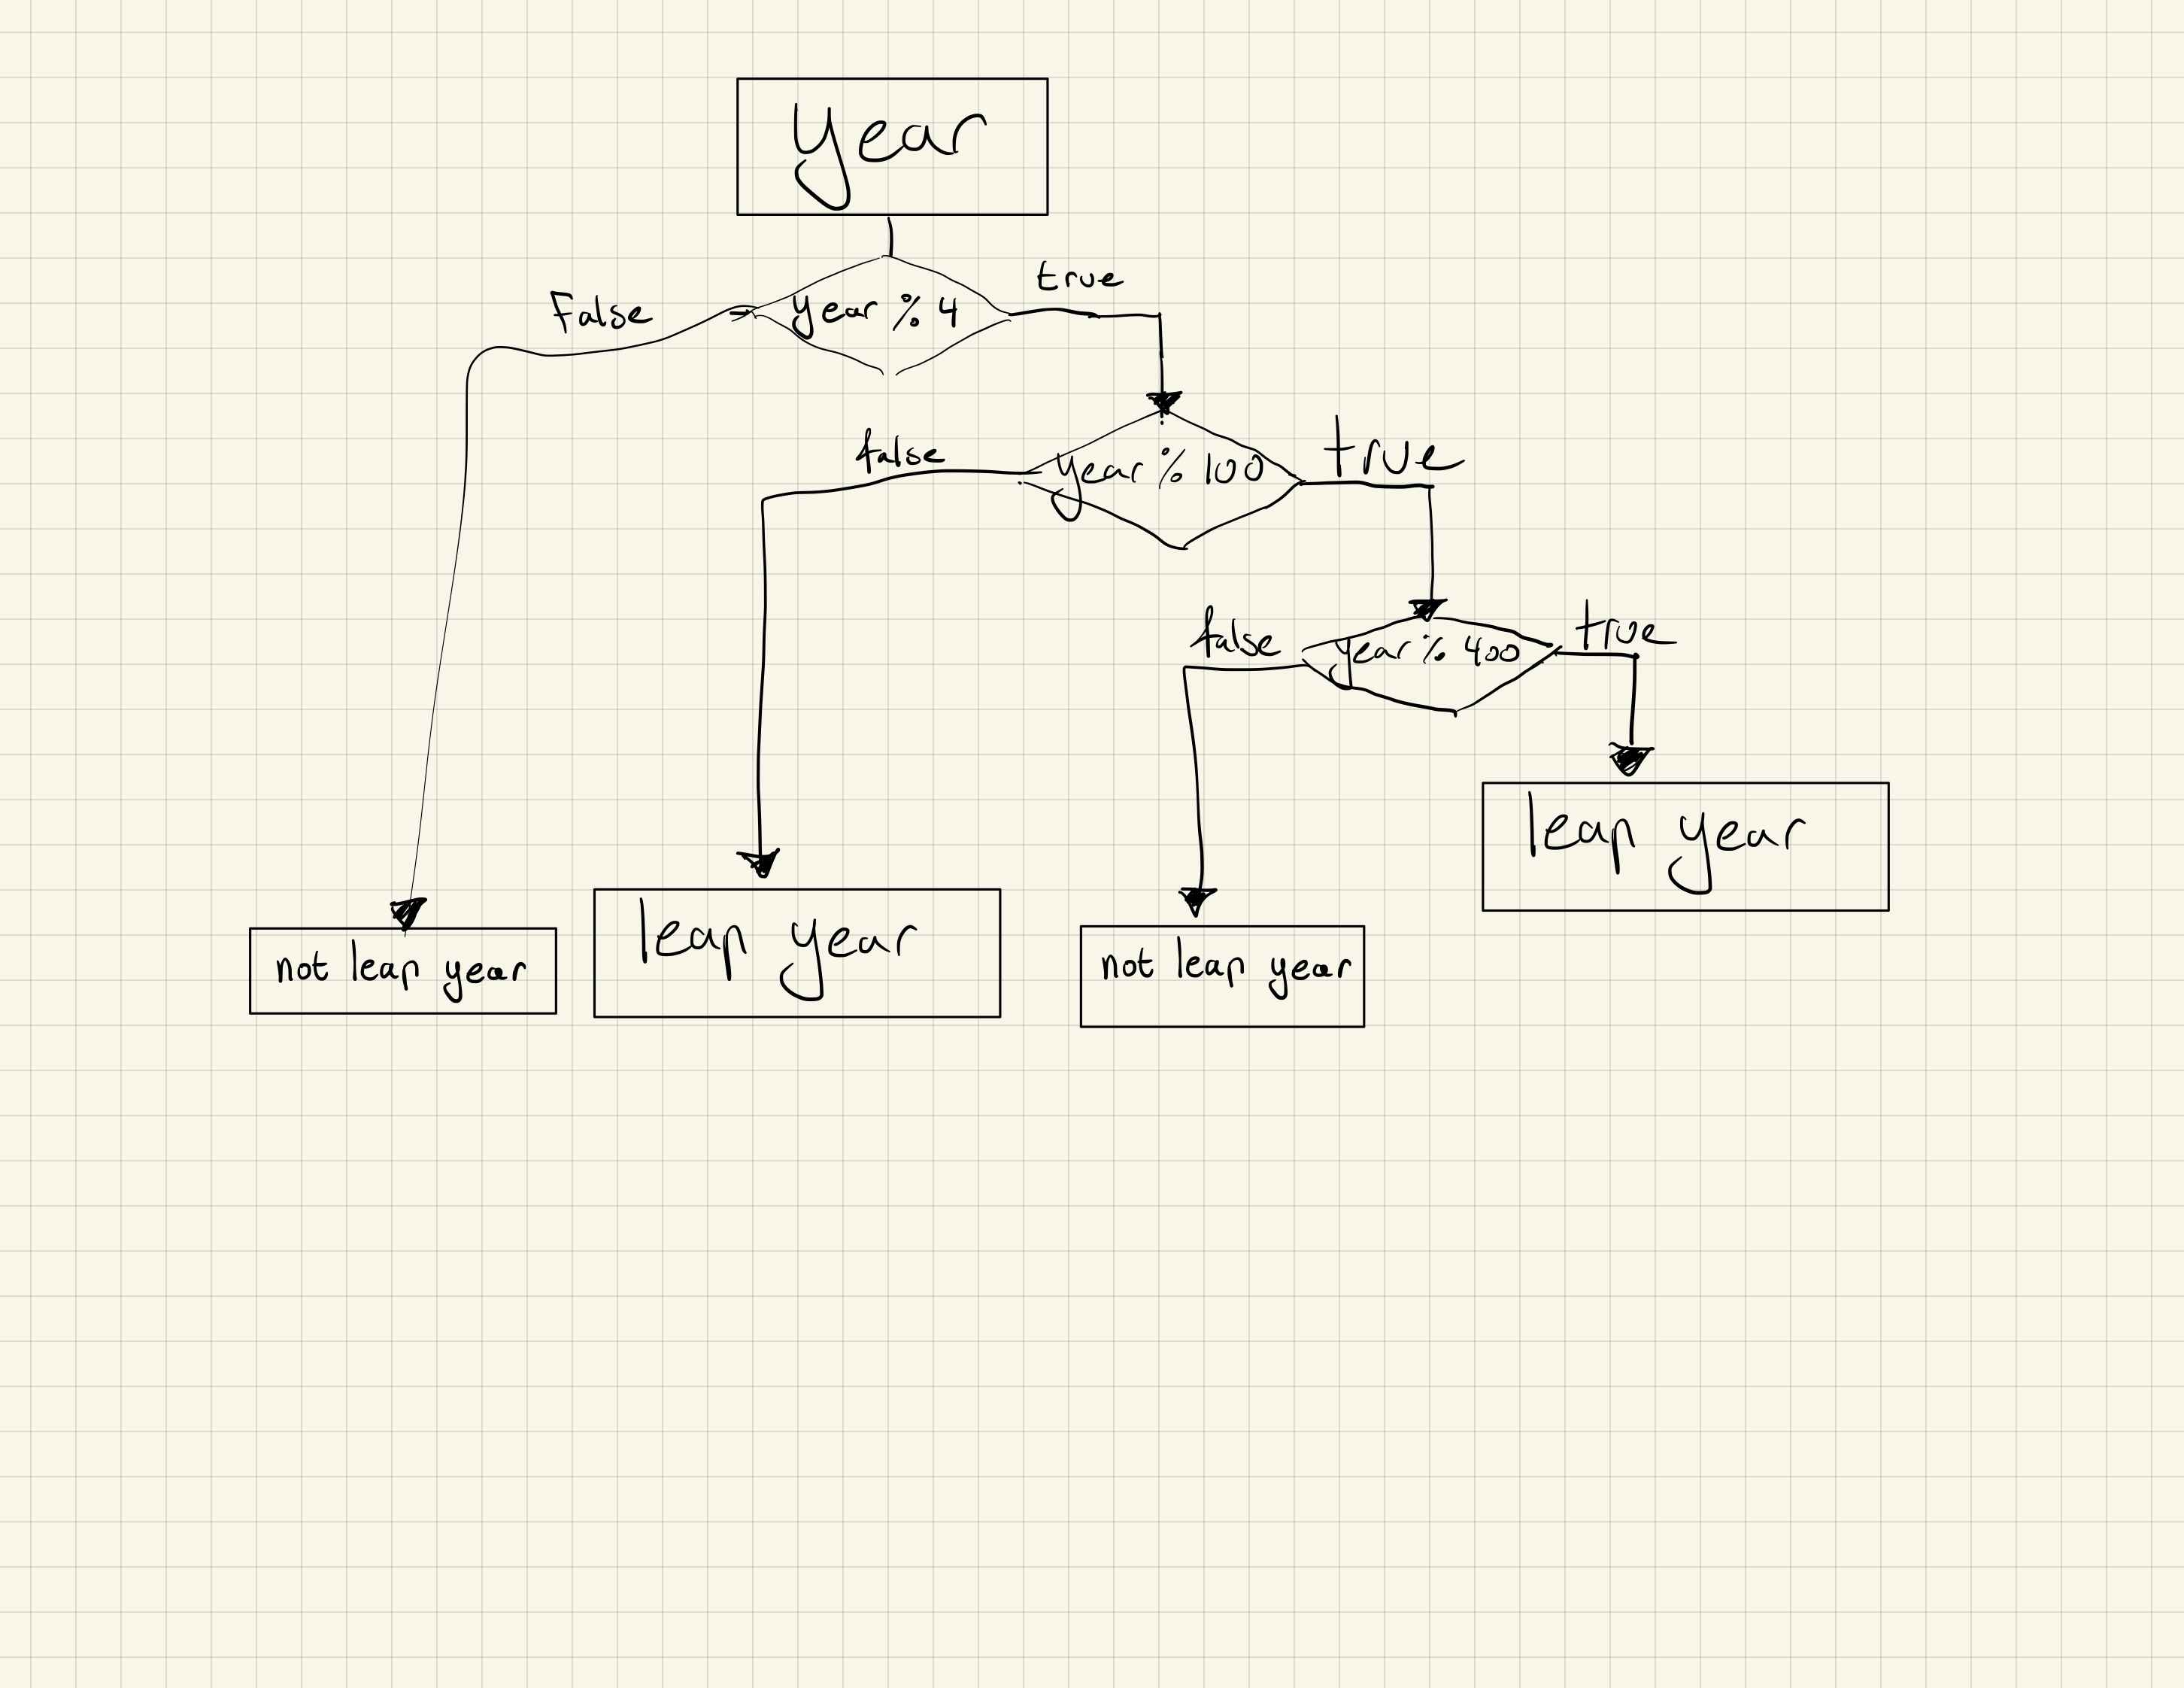 year
true
False
year % 4
false
year % 100
true
false
year % 400
true
leap year
leap year
not leap year
not leap year